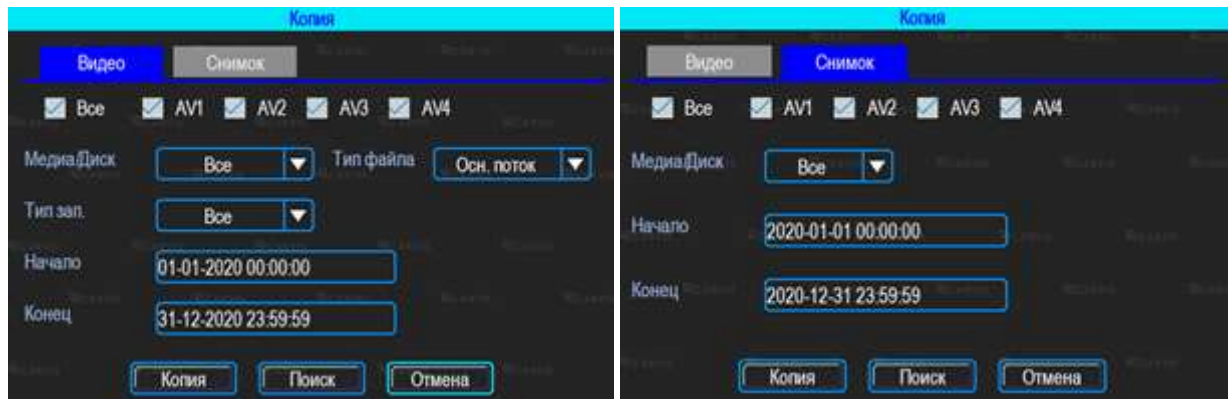 Копия
Видео Снимок
Все AV1 AV2 AV3 AV4
Медиа/Диск Все Тип файла Осн. поток
Тип зап. Все
Начало 01-01-2020 00:00:00
Конец 31-12-2020 23:59:59
Копия Поиск Отмена
Копия
Видео Снимок
Все AV1 AV2 AV3 AV4
Медиа/Диск Все
Начало 2020-01-01 00:00:00
Конец 2020-12-31 23:59:59
Копия Поиск Отмена